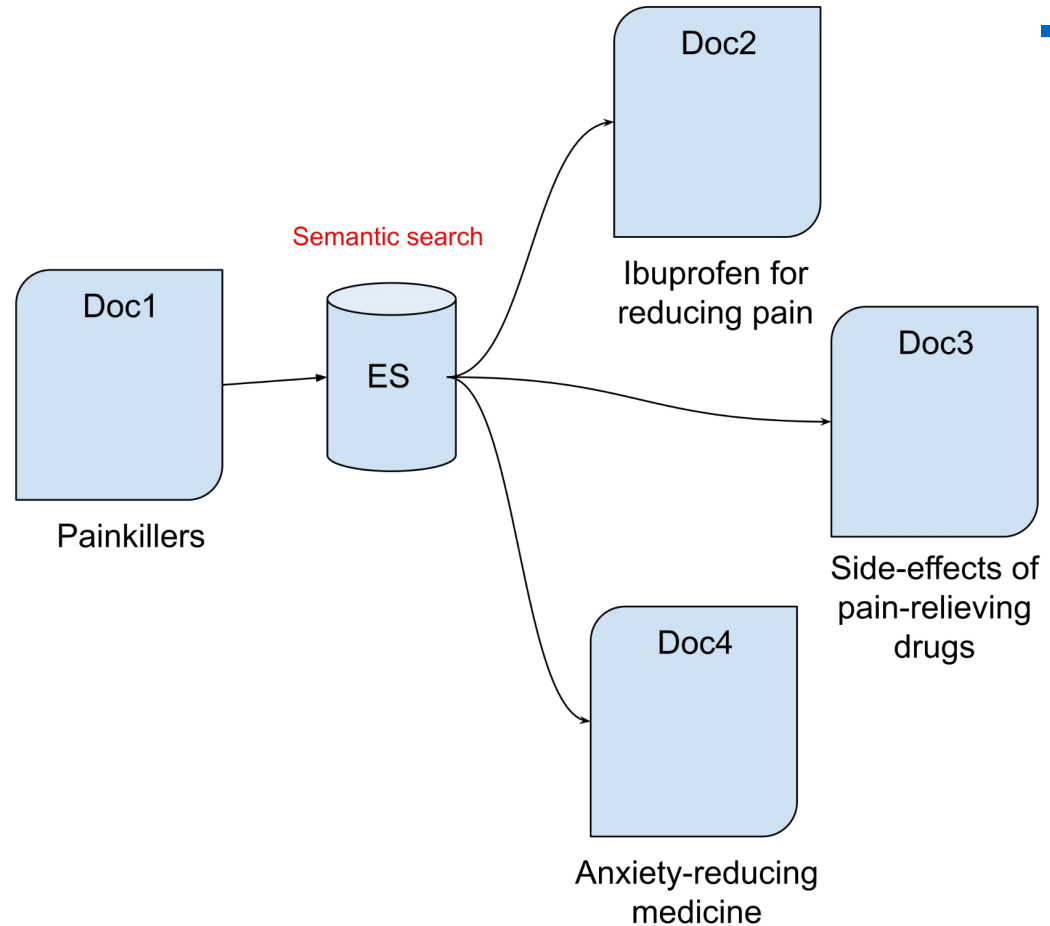 Doc2
Ibuprofen for
reducing pain
Semantic search
Doc1
Painkillers
ES
Doc3
Side-effects of
pain-relieving
drugs
Doc4
Anxiety-reducing
medicine